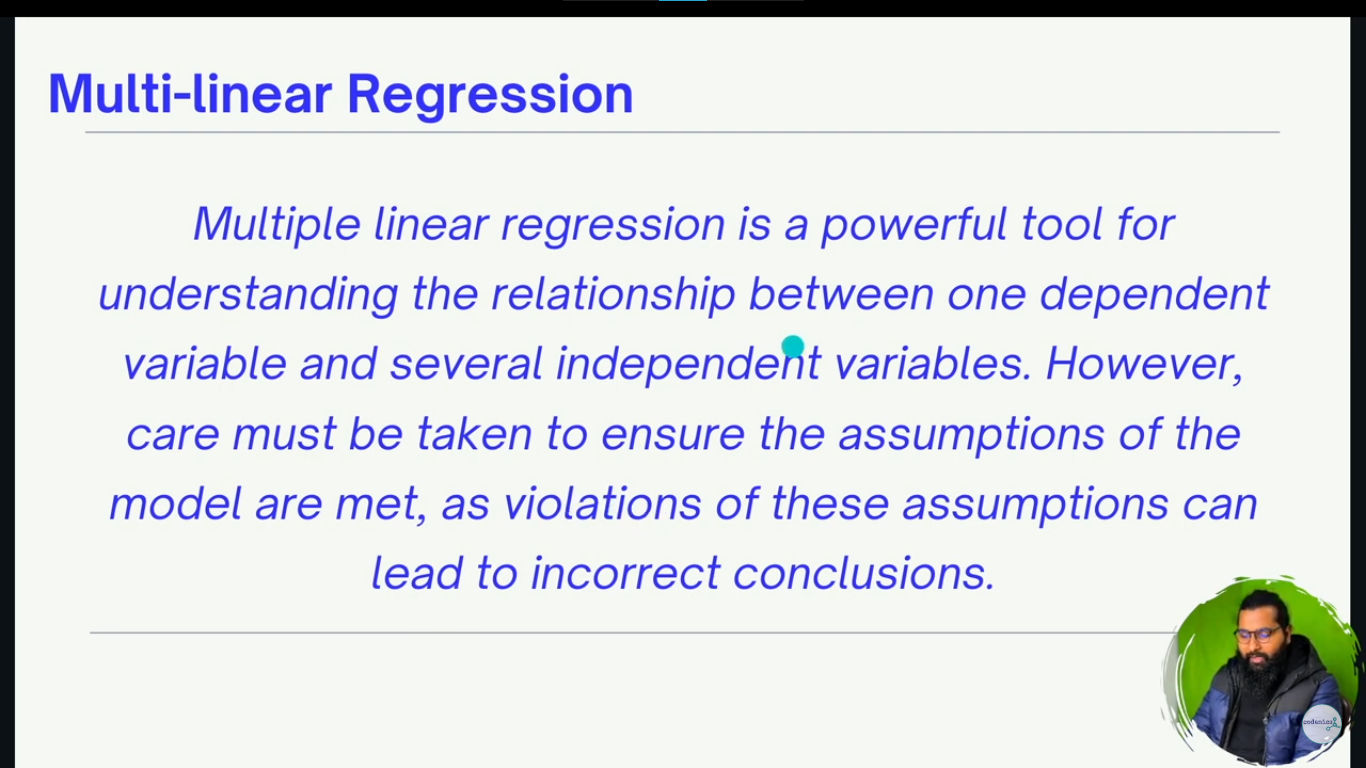 Multi-linear Regression
Multiple linear regression is a powerful tool for
understanding the relationship between one dependent
variable and several independent variables. However,
care must be taken to ensure the assumptions of the
model are met, as violations of these assumptions can
lead to incorrect conclusions.
codanics